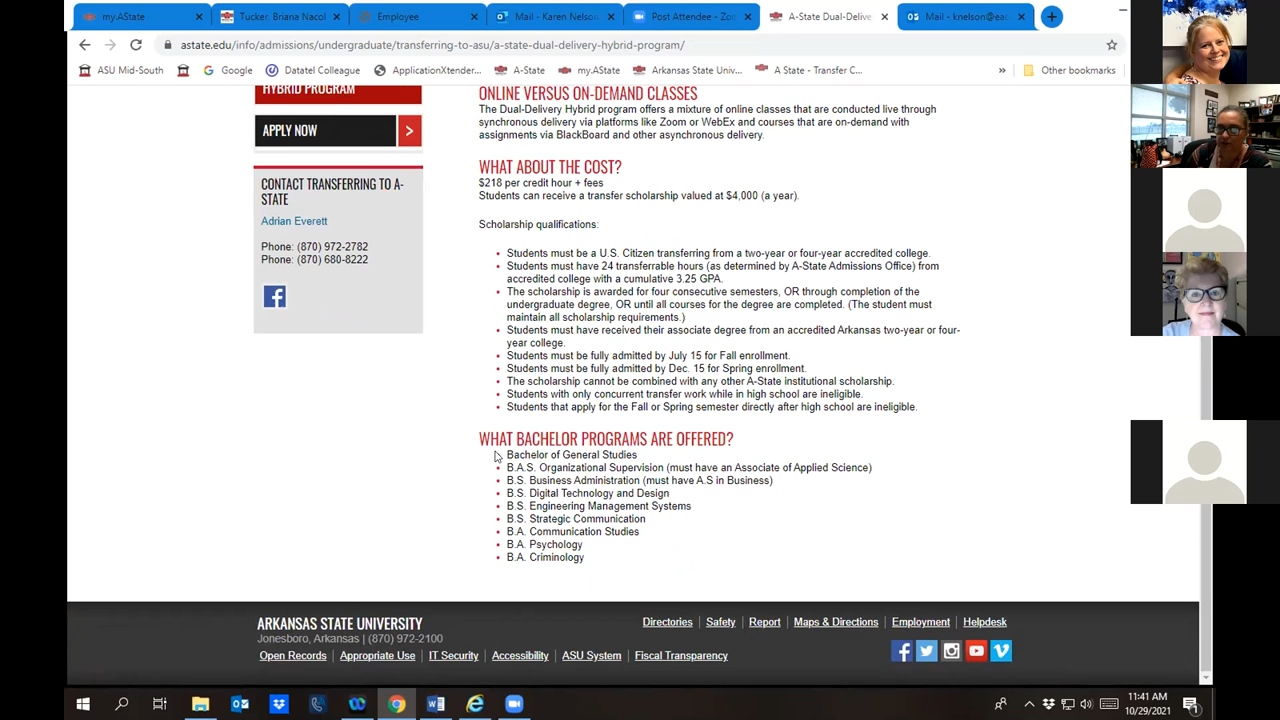 my.AState
Tucker, Briana Nacol
Employee
Mail - Karen Nelson
Post Attendee - Zoo
A-State Dual-Delive
Mail - knelson@eas
astate.edu/info/admissions/undergraduate/transferring-to-asu/a-state-dual-delivery-hybrid-program/
ASU Mid-South
Google
Datatel Colleague
ApplicationXtender...
A-State
my.AState
Arkansas State Univ...
A State - Transfer C...
»
Other bookmarks
HYBRID PROGRAM
APPLY NOW >
CONTACT TRANSFERRING TO A-
STATE
Adrian Everett
Phone: (870) 972-2782
Phone: (870) 680-8222
ONLINE VERSUS ON-DEMAND CLASSES
The Dual-Delivery Hybrid program offers a mixture of online classes that are conducted live through
synchronous delivery via platforms like Zoom or WebEx and courses that are on-demand with
assignments via BlackBoard and other asynchronous delivery.
WHAT ABOUT THE COST?
$218 per credit hour + fees
Students can receive a transfer scholarship valued at $4,000 (a year).
Scholarship qualifications:
• Students must be a U.S. Citizen transferring from a two-year or four-year accredited college.
• Students must have 24 transferrable hours (as determined by A-State Admissions Office) from
accredited college with a cumulative 3.25 GPA.
• The scholarship is awarded for four consecutive semesters, OR through completion of the
undergraduate degree, OR until all courses for the degree are completed. (The student must
maintain all scholarship requirements.)
• Students must have received their associate degree from an accredited Arkansas two-year or four-
year college.
• Students must be fully admitted by July 15 for Fall enrollment.
• Students must be fully admitted by Dec. 15 for Spring enrollment.
• The scholarship cannot be combined with any other A-State institutional scholarship.
• Students with only concurrent transfer work while in high school are ineligible.
• Students that apply for the Fall or Spring semester directly after high school are ineligible.
WHAT BACHELOR PROGRAMS ARE OFFERED?
Bachelor of General Studies
• B.A.S. Organizational Supervision (must have an Associate of Applied Science)
• B.S. Business Administration (must have A.S in Business)
• B.S. Digital Technology and Design
• B.S. Engineering Management Systems
• B.S. Strategic Communication
• B.A. Communication Studies
• B.A. Psychology
• B.A. Criminology
ARKANSAS STATE UNIVERSITY
Jonesboro, Arkansas | (870) 972-2100
Open Records | Appropriate Use | IT Security | Accessibility | ASU System | Fiscal Transparency
Directories | Safety | Report | Maps & Directions | Employment | Helpdesk
11:41 AM
10/29/2021